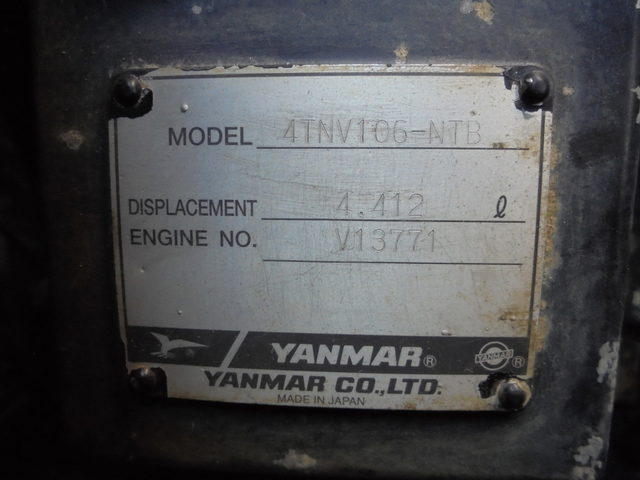 MODEL 4TNV106-NTB
DISPLACEMENT 4.412 ℓ
ENGINE NO. V13771
YANMAR® YANMAR ®
YANMAR CO.,LTD.
MADE IN JAPAN